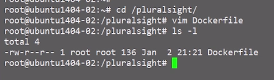 root@ubuntu1404-02:~# cd /pluralsight/
root@ubuntu1404-02:/pluralsight# vim Dockerfile
root@ubuntu1404-02:/pluralsight# ls -l
total 4
-rw-r--r-- 1 root root 136 Jan  2 21:21 Dockerfile
root@ubuntu1404-02:/pluralsight#